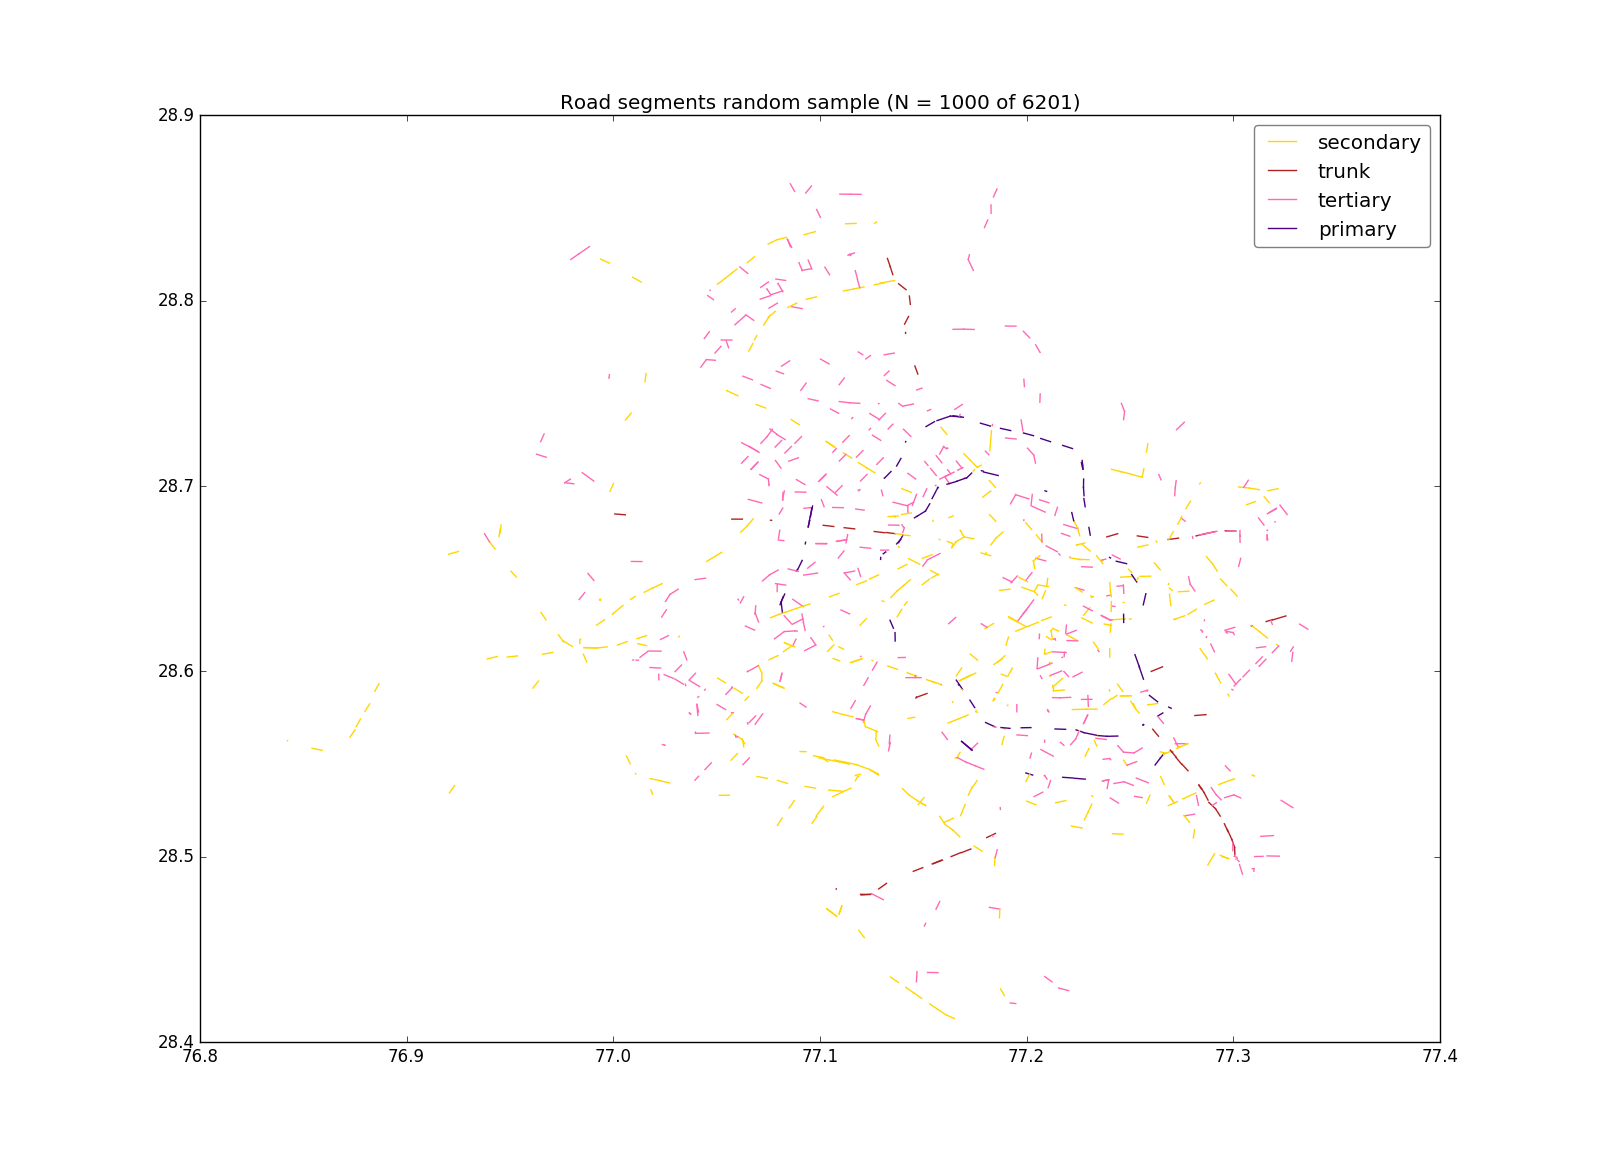 Road segments random sample (N = 1000 of 6201)
28.9
secondary
trunk
tertiary
primary
28.8
28.7
28.6
28.5
28.4
76.8
76.9
77.0
77.1
77.2
77.3
77.4